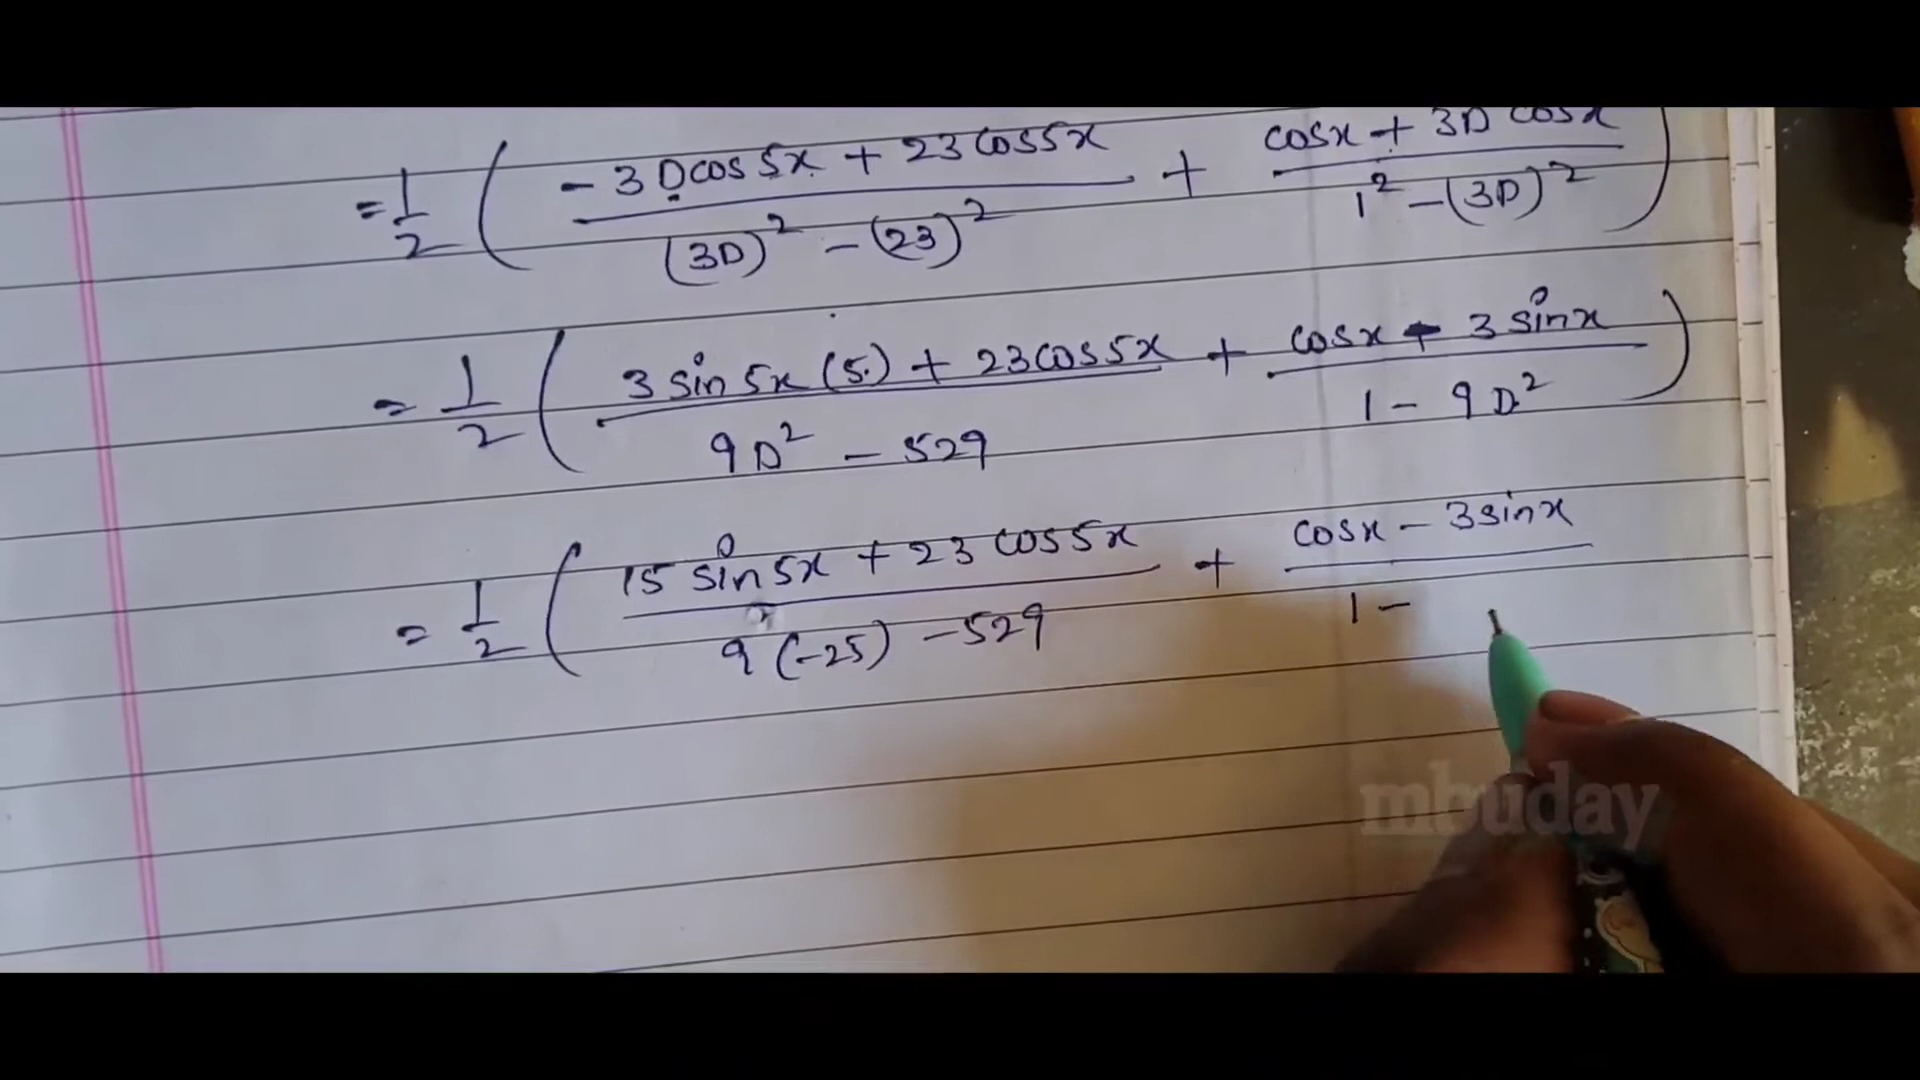 = 1/2 ( (-3Dcos5x + 23cos5x)/((3D)² - (23)²) + (cosx + 3D cosx)/(1² - (3D)²) )
= 1/2 ( (3 sin 5x (5.) + 23cos5x)/(9D² - 529) + (cosx - 3 sinx)/(1 - 9D²) )
= 1/2 ( (15 sin5x + 23 cos5x)/(9(-25) - 529) + (cosx - 3sinx)/(1 -
mbuday